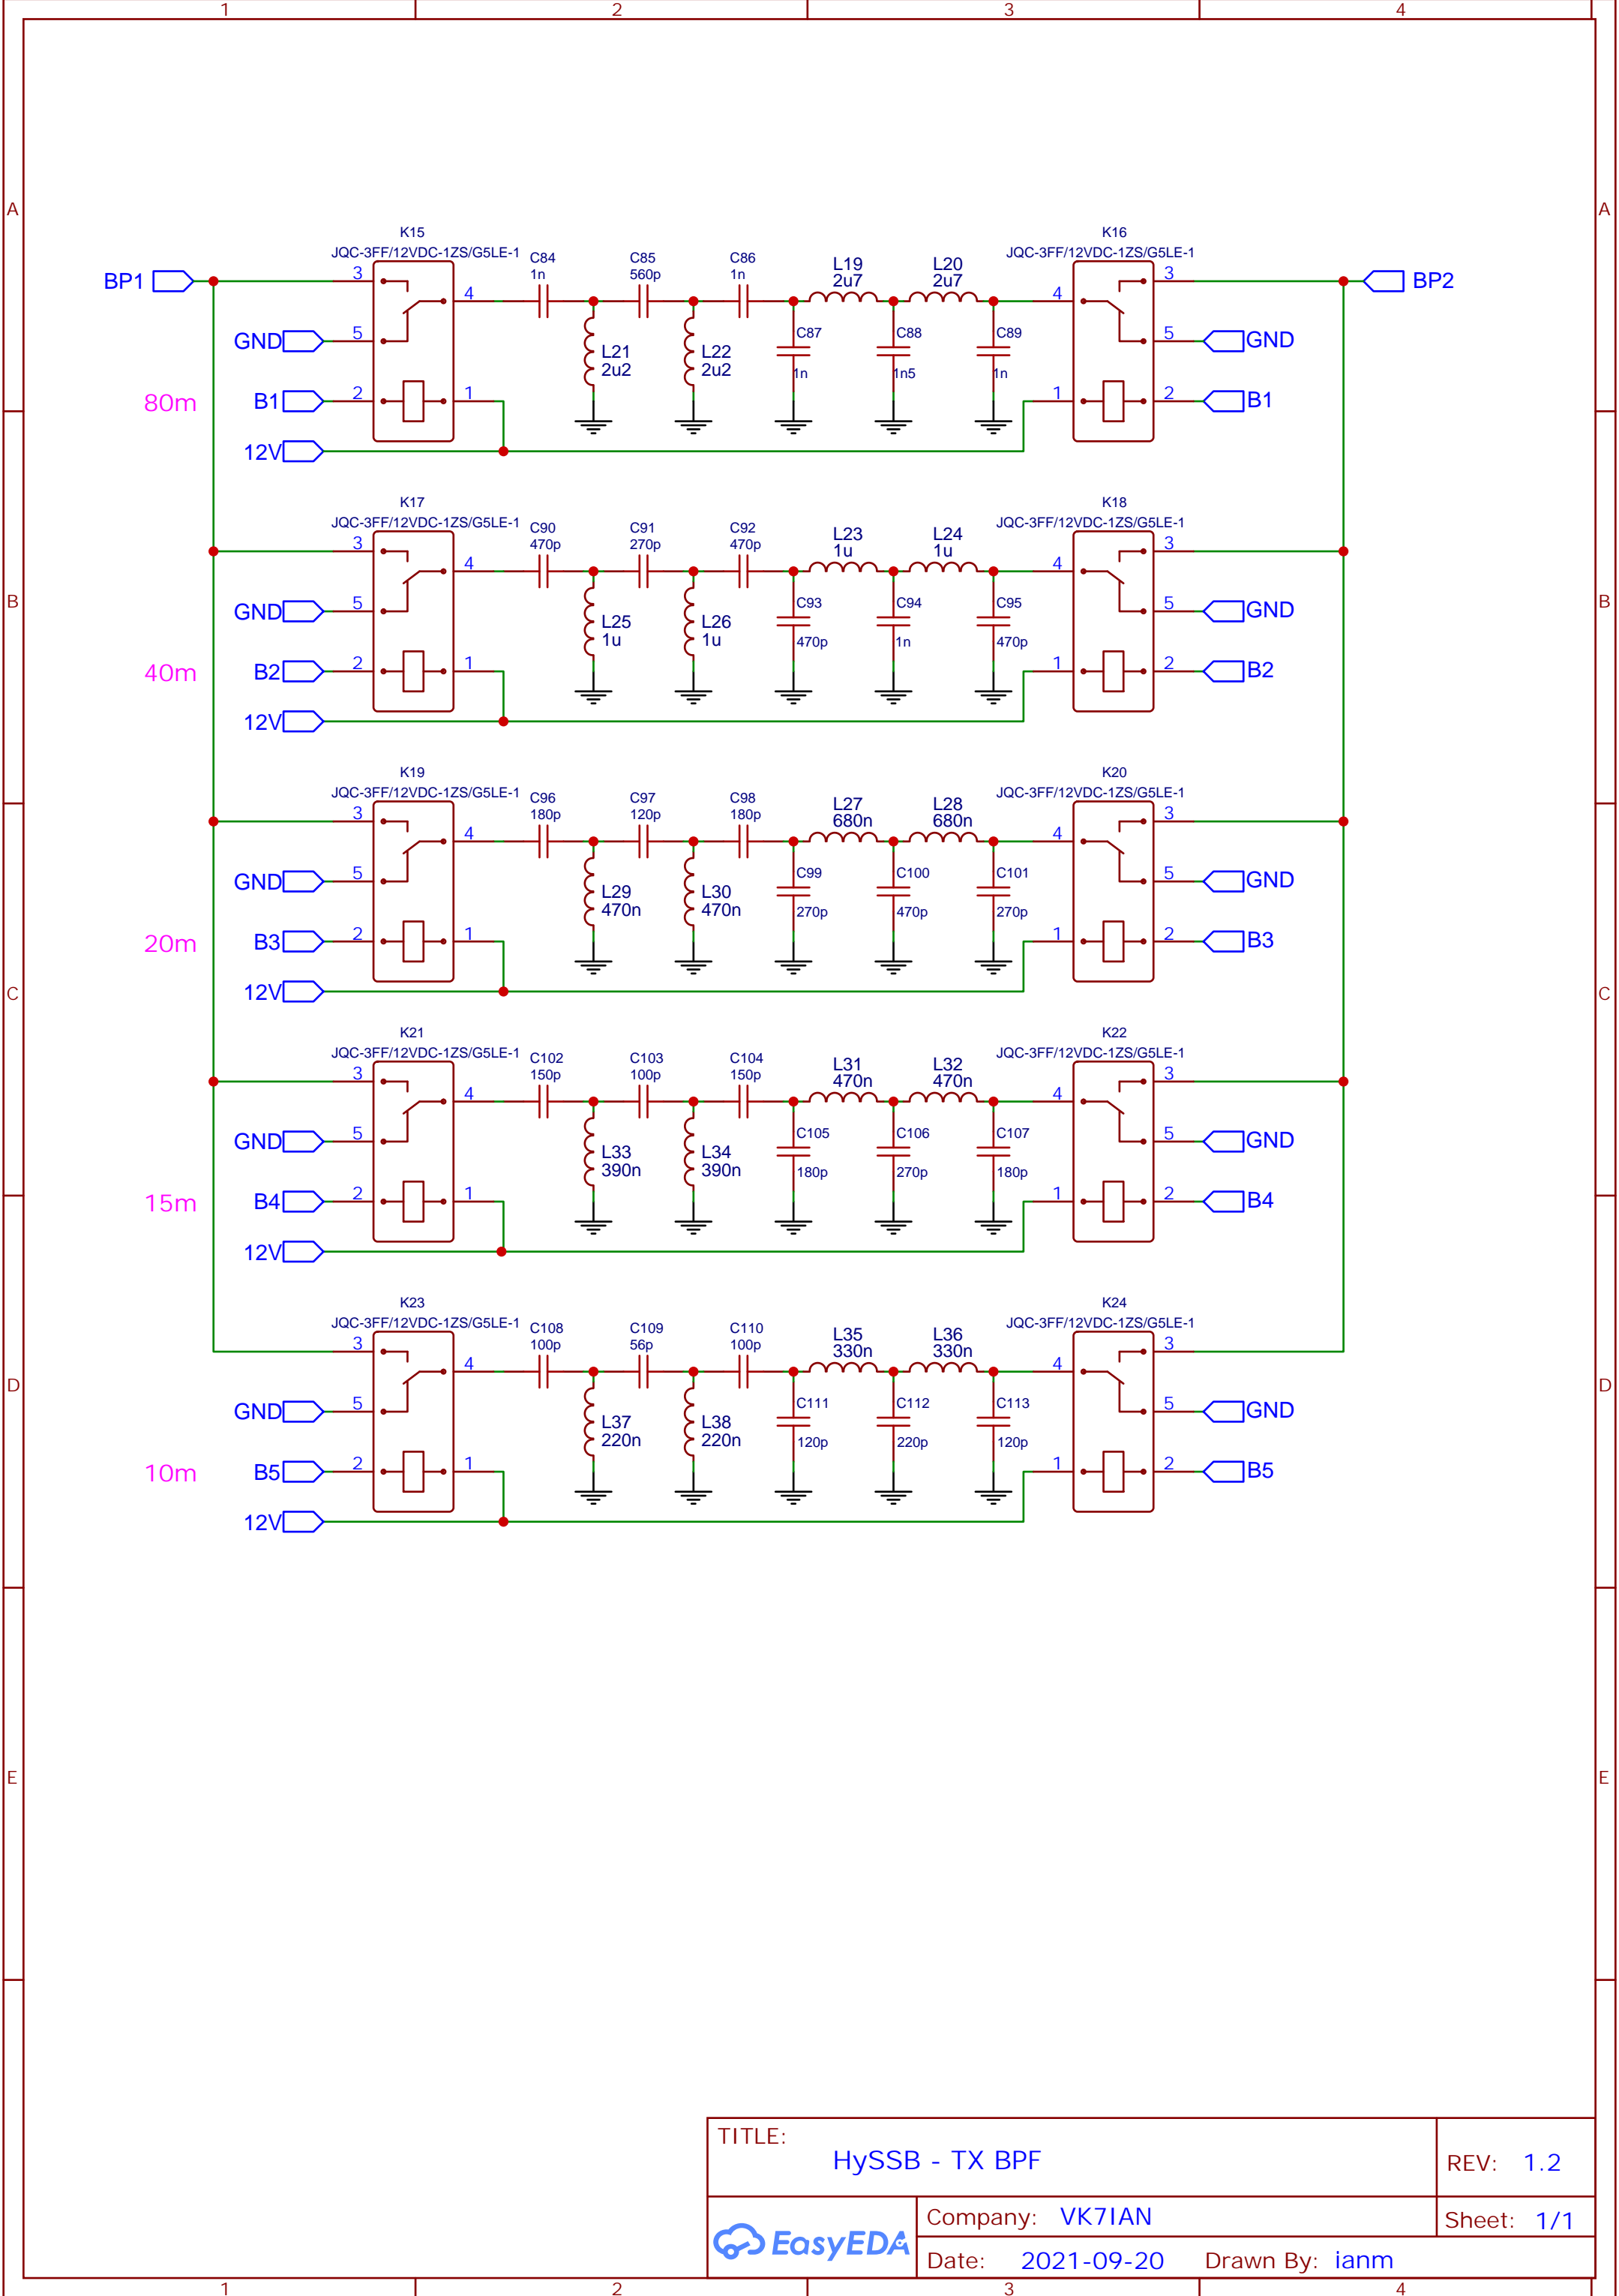 1 2 3 4
A A
K15 K16
JQC-3FF/12VDC-1ZS/G5LE-1 JQC-3FF/12VDC-1ZS/G5LE-1
C84 C85 C86 L19 L20
1n 560p 1n 2u7 2u7
BP1 3 3 BP2
4 4
C87 C88 C89
GND 5 5 GND
L21 L22
2u2 2u2 1n 1n5 1n
80m B1 2 1 1 2 B1
12V
K17 K18
JQC-3FF/12VDC-1ZS/G5LE-1 JQC-3FF/12VDC-1ZS/G5LE-1
C90 C91 C92 L23 L24
470p 270p 470p 1u 1u
3 3
4 4
B B
C93 C94 C95
GND 5 5 GND
L25 L26
1u 1u 470p 1n 470p
40m B2 2 1 1 2 B2
12V
K19 K20
JQC-3FF/12VDC-1ZS/G5LE-1 JQC-3FF/12VDC-1ZS/G5LE-1
C96 C97 C98 L27 L28
180p 120p 180p 680n 680n
3 3
4 4
C99 C100 C101
GND 5 5 GND
L29 L30
470n 470n 270p 470p 270p
20m B3 2 1 1 2 B3
12V
C C
K21 K22
JQC-3FF/12VDC-1ZS/G5LE-1 JQC-3FF/12VDC-1ZS/G5LE-1
C102 C103 C104 L31 L32
150p 100p 150p 470n 470n
3 3
4 4
C105 C106 C107
GND 5 5 GND
L33 L34
390n 390n 180p 270p 180p
15m B4 2 1 1 2 B4
12V
K23 K24
JQC-3FF/12VDC-1ZS/G5LE-1 JQC-3FF/12VDC-1ZS/G5LE-1
C108 C109 C110 L35 L36
100p 56p 100p 330n 330n
3 3
4 4
D D
C111 C112 C113
GND 5 5 GND
L37 L38
220n 220n 120p 220p 120p
10m B5 2 1 1 2 B5
12V
E E
TITLE:
HySSB - TX BPF
REV: 1.2
EasyEDA
Company: VK7IAN
Sheet: 1/1
Date: 2021-09-20 Drawn By: ianm
1 2 3 4